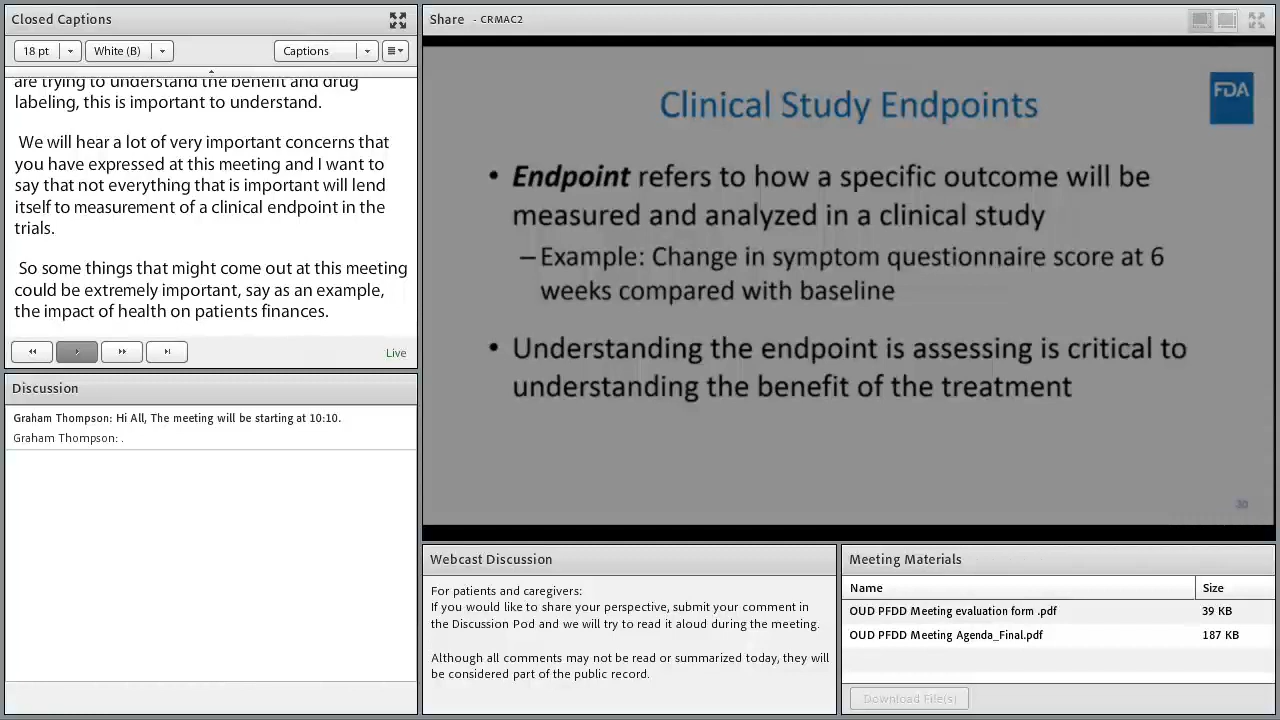 Closed Captions
18 pt
White (B)
Captions
are trying to understand the benefit and drug
labeling, this is important to understand.
We will hear a lot of very important concerns that
you have expressed at this meeting and I want to
say that not everything that is important will lend
itself to measurement of a clinical endpoint in the
trials.
So some things that might come out at this meeting
could be extremely important, say as an example,
the impact of health on patients finances.
Live
Discussion
Graham Thompson: Hi All, The meeting will be starting at 10:10.
Graham Thompson: .
Share - CRMAC2
Clinical Study Endpoints
FDA
• Endpoint refers to how a specific outcome will be
measured and analyzed in a clinical study
– Example: Change in symptom questionnaire score at 6
weeks compared with baseline
• Understanding the endpoint is assessing is critical to
understanding the benefit of the treatment
30
Webcast Discussion
For patients and caregivers:
If you would like to share your perspective, submit your comment in
the Discussion Pod and we will try to read it aloud during the meeting.
Although all comments may not be read or summarized today, they will
be considered part of the public record.
Meeting Materials
Name Size
OUD PFDD Meeting evaluation form .pdf 39 KB
OUD PFDD Meeting Agenda_Final.pdf 187 KB
Download File(s)